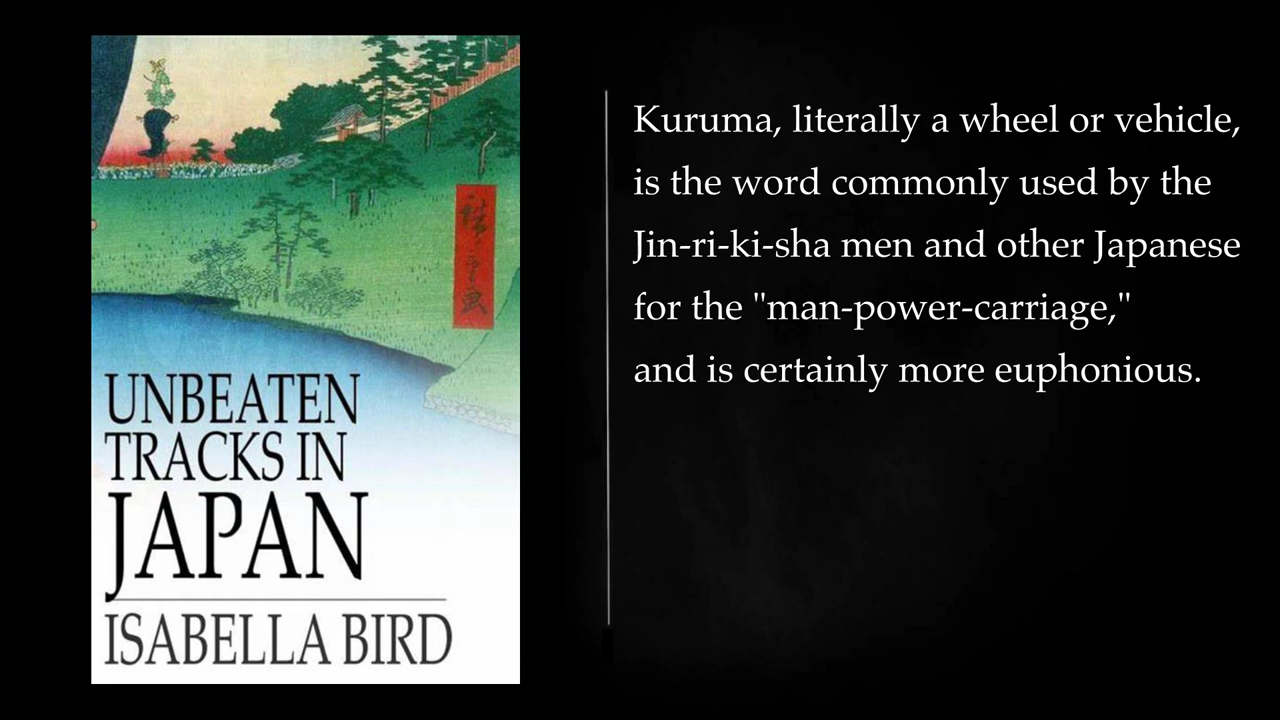 UNBEATEN
TRACKS IN
JAPAN
ISABELLA BIRD
Kuruma, literally a wheel or vehicle,
is the word commonly used by the
Jin-ri-ki-sha men and other Japanese
for the "man-power-carriage,"
and is certainly more euphonious.